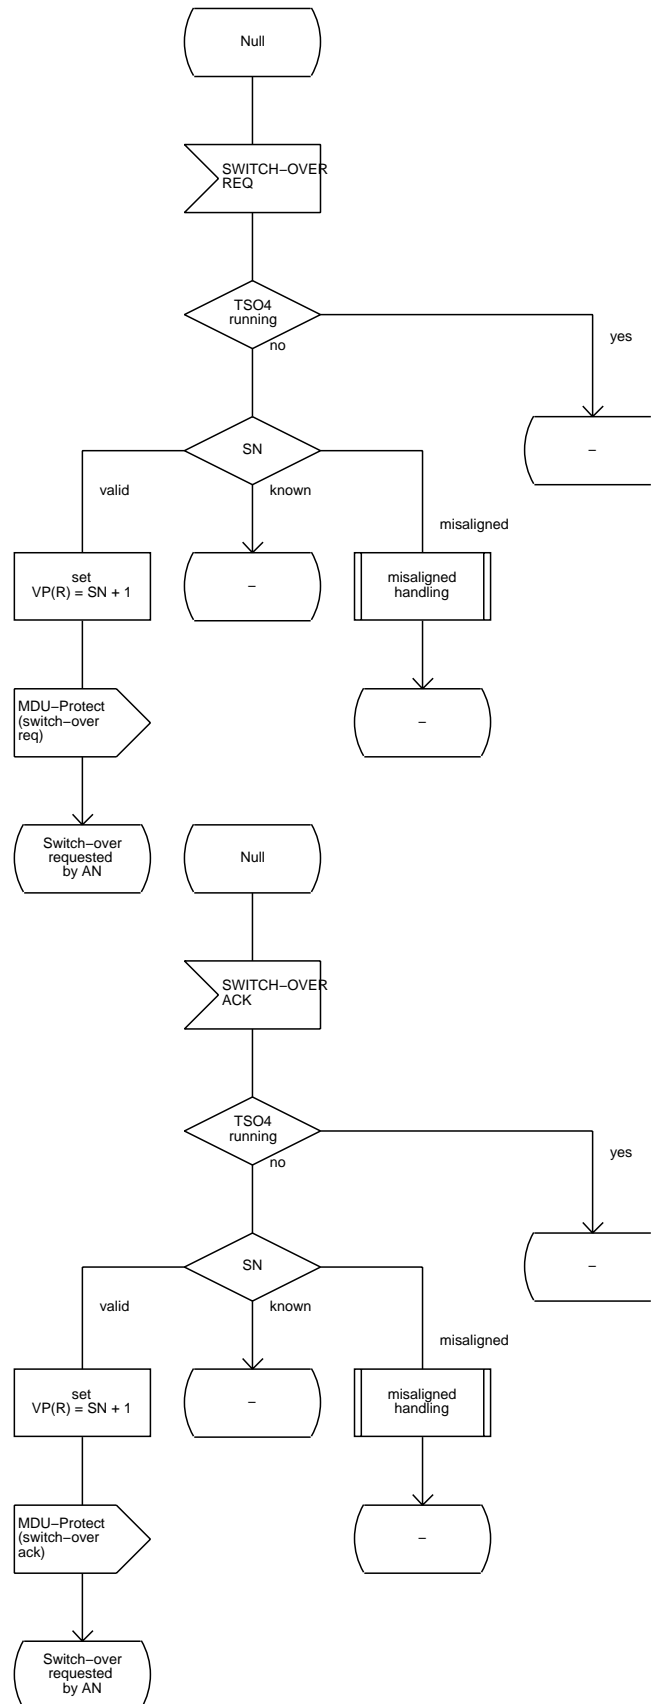 Null
SWITCH−OVER
REQ
TSO4
running
no
yes
SN
valid
known
misaligned
−
set
VP(R) = SN + 1
−
misaligned
handling
MDU−Protect
(switch−over
req)
−
Switch−over
requested
by AN
Null
SWITCH−OVER
ACK
TSO4
running
no
yes
SN
valid
known
misaligned
−
set
VP(R) = SN + 1
−
misaligned
handling
MDU−Protect
(switch−over
ack)
−
Switch−over
requested
by AN